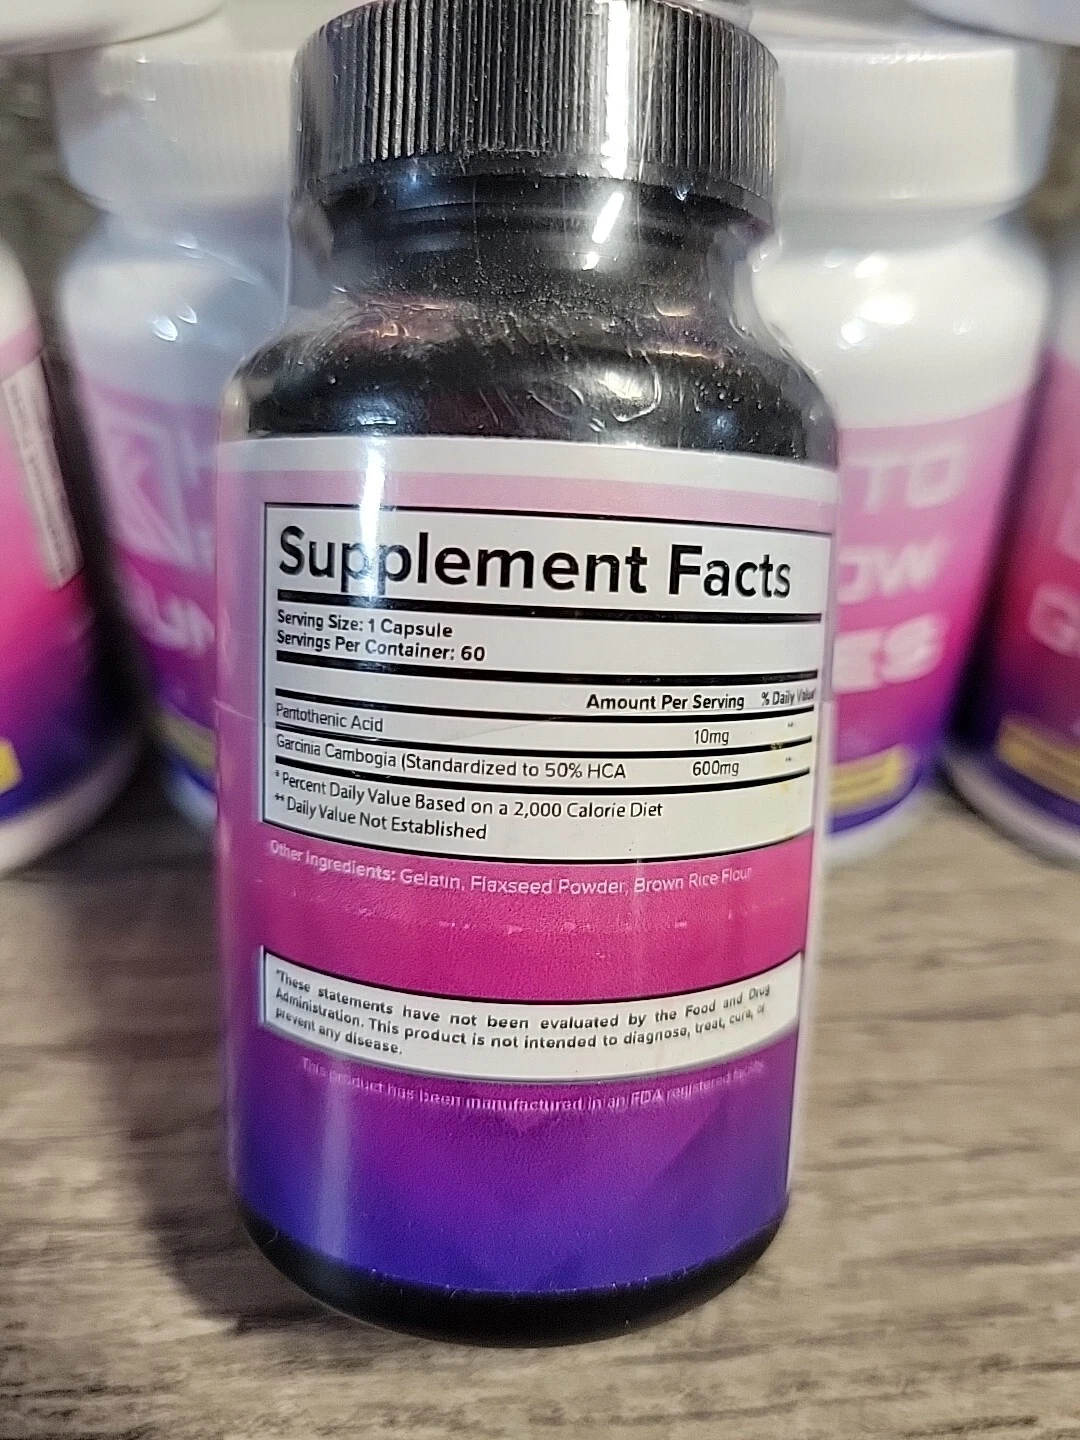 Supplement Facts
Serving Size: 1 Capsule
Servings Per Container: 60
Amount Per Serving % Daily Value*
Pantothenic Acid 10mg **
Garcinia Cambogia (Standardized to 50% HCA 600mg **
* Percent Daily Value Based on a 2,000 Calorie Diet
** Daily Value Not Established
Other Ingredients: Gelatin, Flaxseed Powder, Brown Rice Flour
*These statements have not been evaluated by the Food and Drug
Administration. This product is not intended to diagnose, treat, cure, or
prevent any disease.
This product has been manufactured in an FDA registered facility
TO
OW
ES